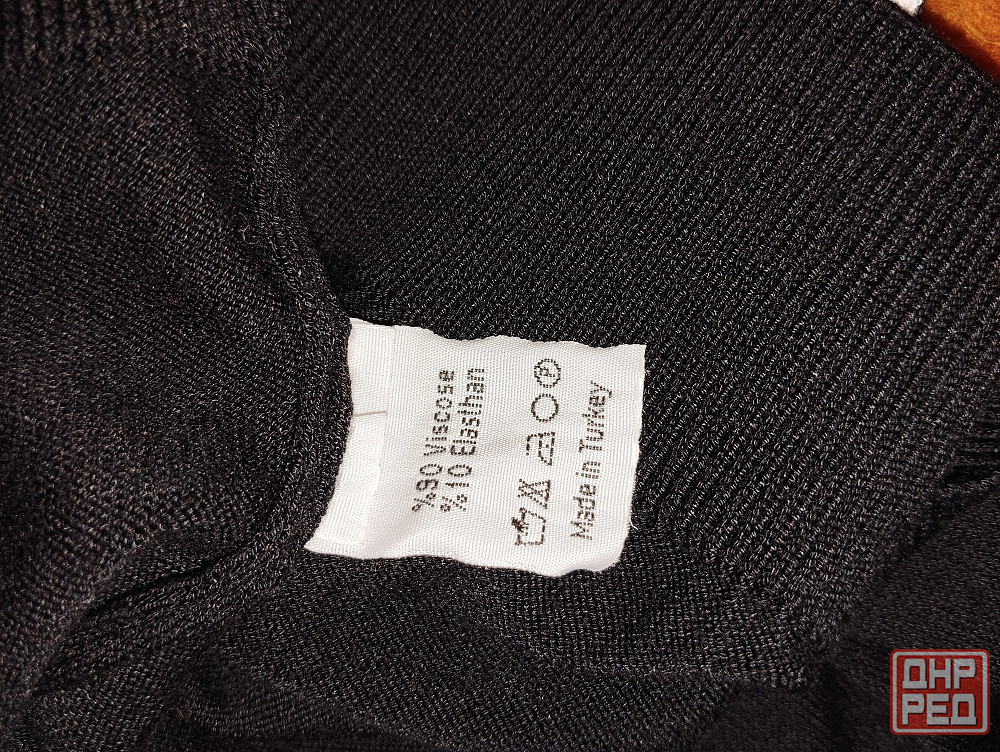 %90 Viscose
%10 Elasthan
P
Made in Turkey
ДНР
РЕД